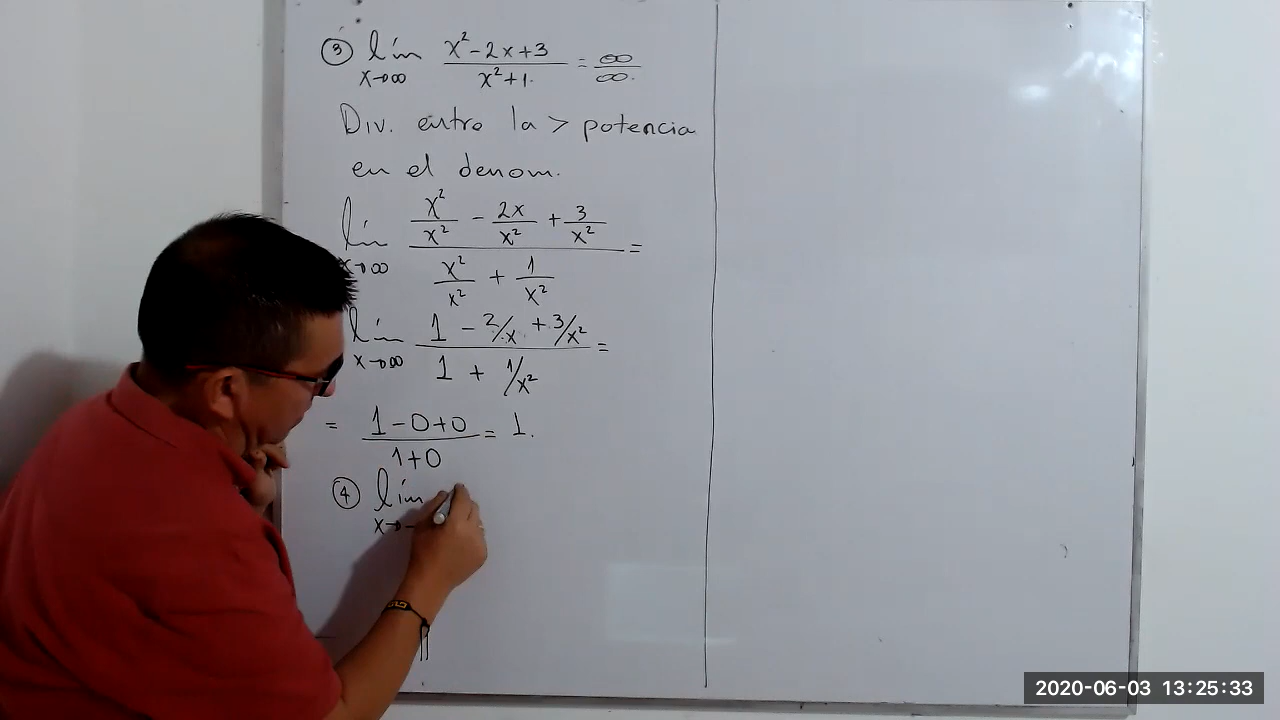 ③ lím x→∞ (x² - 2x + 3)/(x² + 1) = ∞/∞.
Div. entre la > potencia
en el denom.
lím x→∞ (x²/x² - 2x/x² + 3/x²)/(x²/x² + 1/x²) =
lím x→∞ (1 - 2/x + 3/x²)/(1 + 1/x²) =
= (1 - 0 + 0)/(1 + 0) = 1.
④ lím x→-
2020-06-03 13:25:33